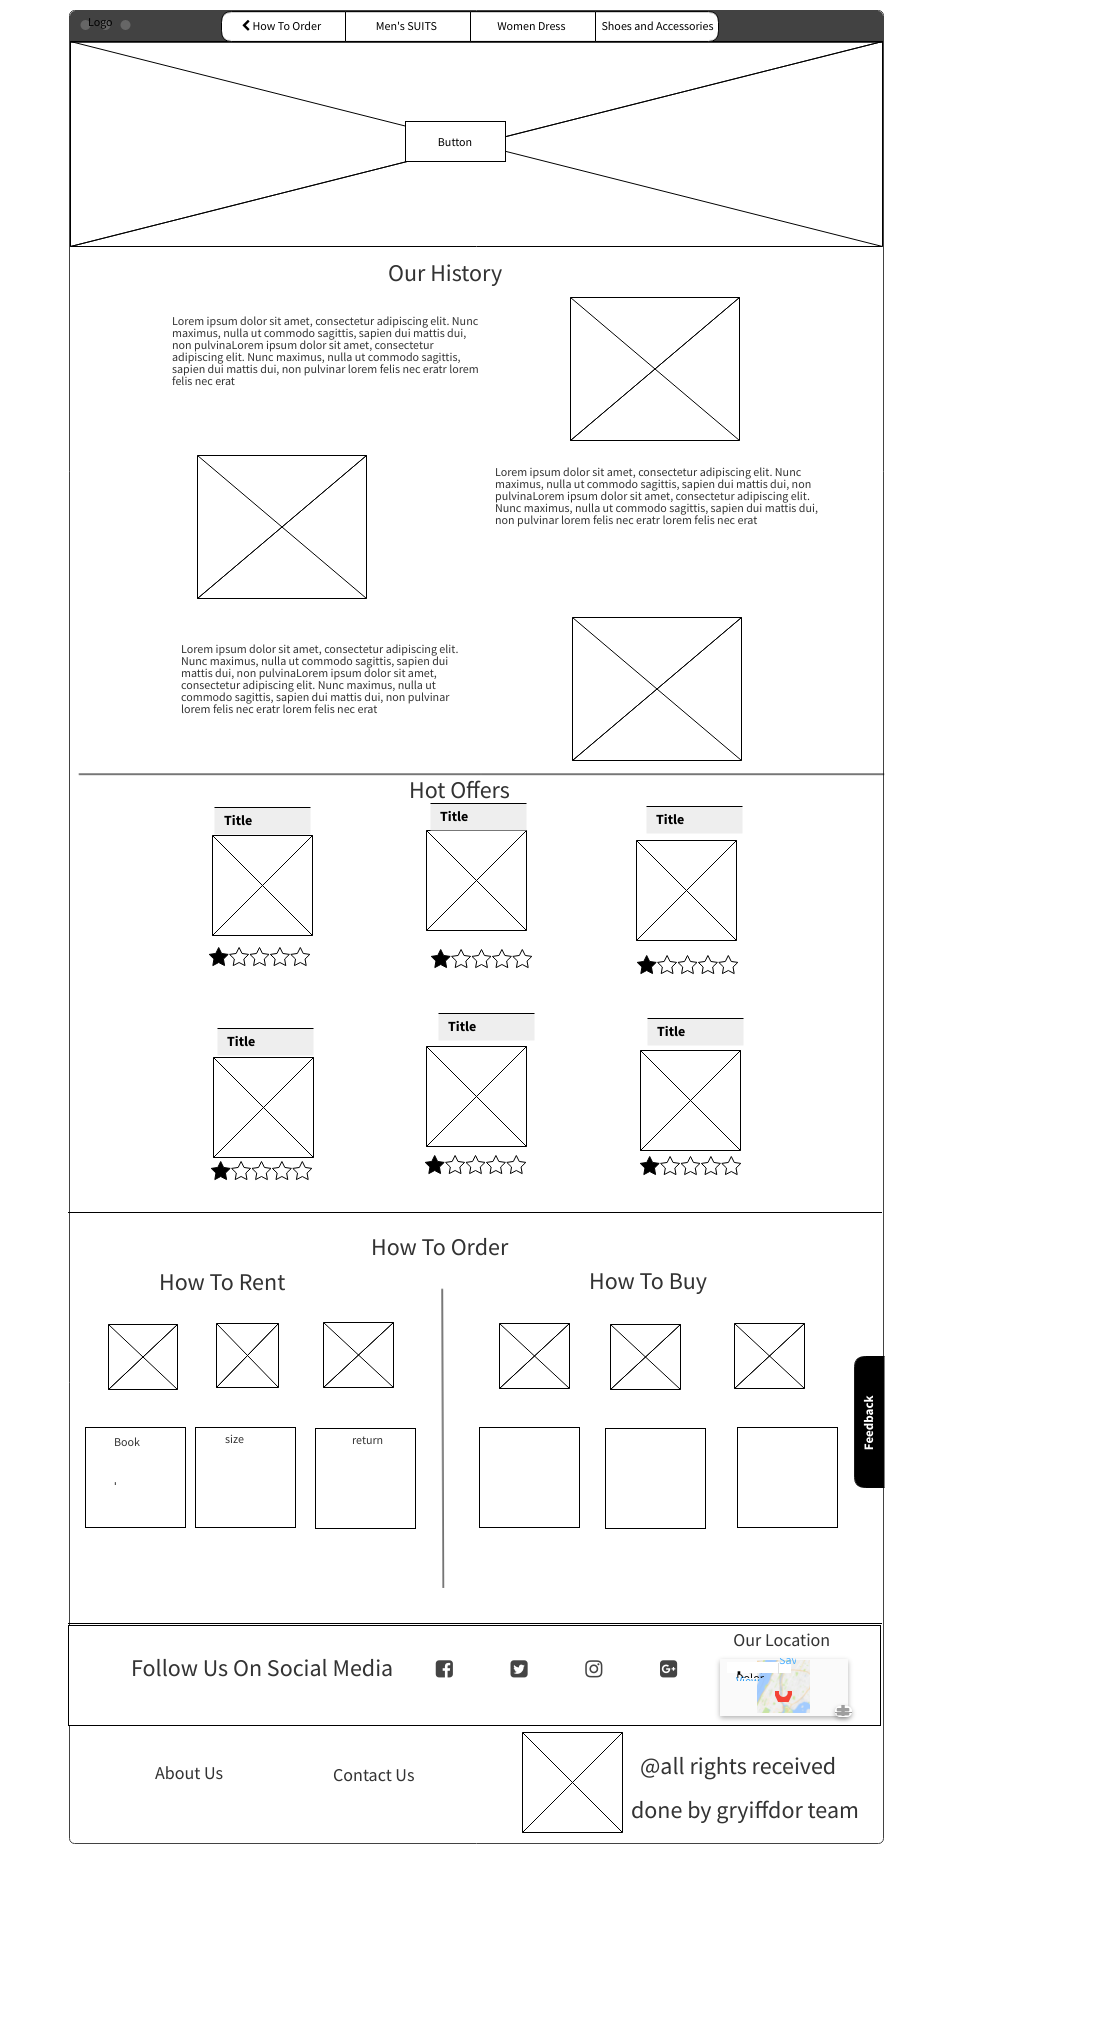 Logo
How To Order
Men's SUITS
Women Dress
Shoes and Accessories
Button
Our History
Lorem ipsum dolor sit amet, consectetur adipiscing elit. Nunc
maximus, nulla ut commodo sagittis, sapien dui mattis dui,
non pulvinaLorem ipsum dolor sit amet, consectetur
adipiscing elit. Nunc maximus, nulla ut commodo sagittis,
sapien dui mattis dui, non pulvinar lorem felis nec eratr lorem
felis nec erat
Lorem ipsum dolor sit amet, consectetur adipiscing elit. Nunc
maximus, nulla ut commodo sagittis, sapien dui mattis dui, non
pulvinaLorem ipsum dolor sit amet, consectetur adipiscing elit.
Nunc maximus, nulla ut commodo sagittis, sapien dui mattis dui,
non pulvinar lorem felis nec eratr lorem felis nec erat
Lorem ipsum dolor sit amet, consectetur adipiscing elit.
Nunc maximus, nulla ut commodo sagittis, sapien dui
mattis dui, non pulvinaLorem ipsum dolor sit amet,
consectetur adipiscing elit. Nunc maximus, nulla ut
commodo sagittis, sapien dui mattis dui, non pulvinar
lorem felis nec eratr lorem felis nec erat
Hot Offers
Title
Title
Title
Title
Title
Title
How To Order
How To Rent
How To Buy
Book
size
return
Feedback
Follow Us On Social Media
Our Location
About Us
Contact Us
@all rights received
done by gryiffdor team